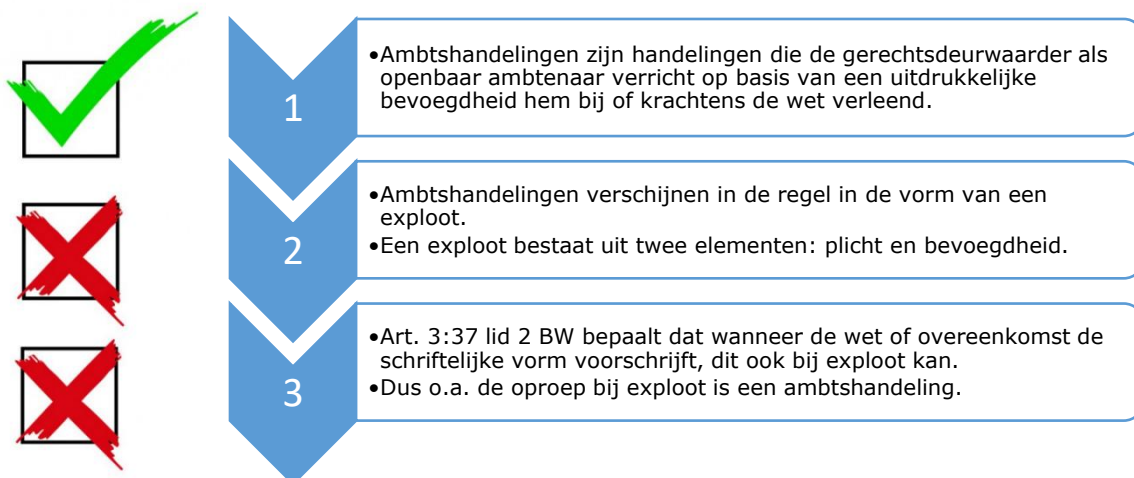 1
•Ambtshandelingen zijn handelingen die de gerechtsdeurwaarder als
openbaar ambtenaar verricht op basis van een uitdrukkelijke
bevoegdheid hem bij of krachtens de wet verleend.
2
•Ambtshandelingen verschijnen in de regel in de vorm van een
exploot.
•Een exploot bestaat uit twee elementen: plicht en bevoegdheid.
3
•Art. 3:37 lid 2 BW bepaalt dat wanneer de wet of overeenkomst de
schriftelijke vorm voorschrijft, dit ook bij exploot kan.
•Dus o.a. de oproep bij exploot is een ambtshandeling.